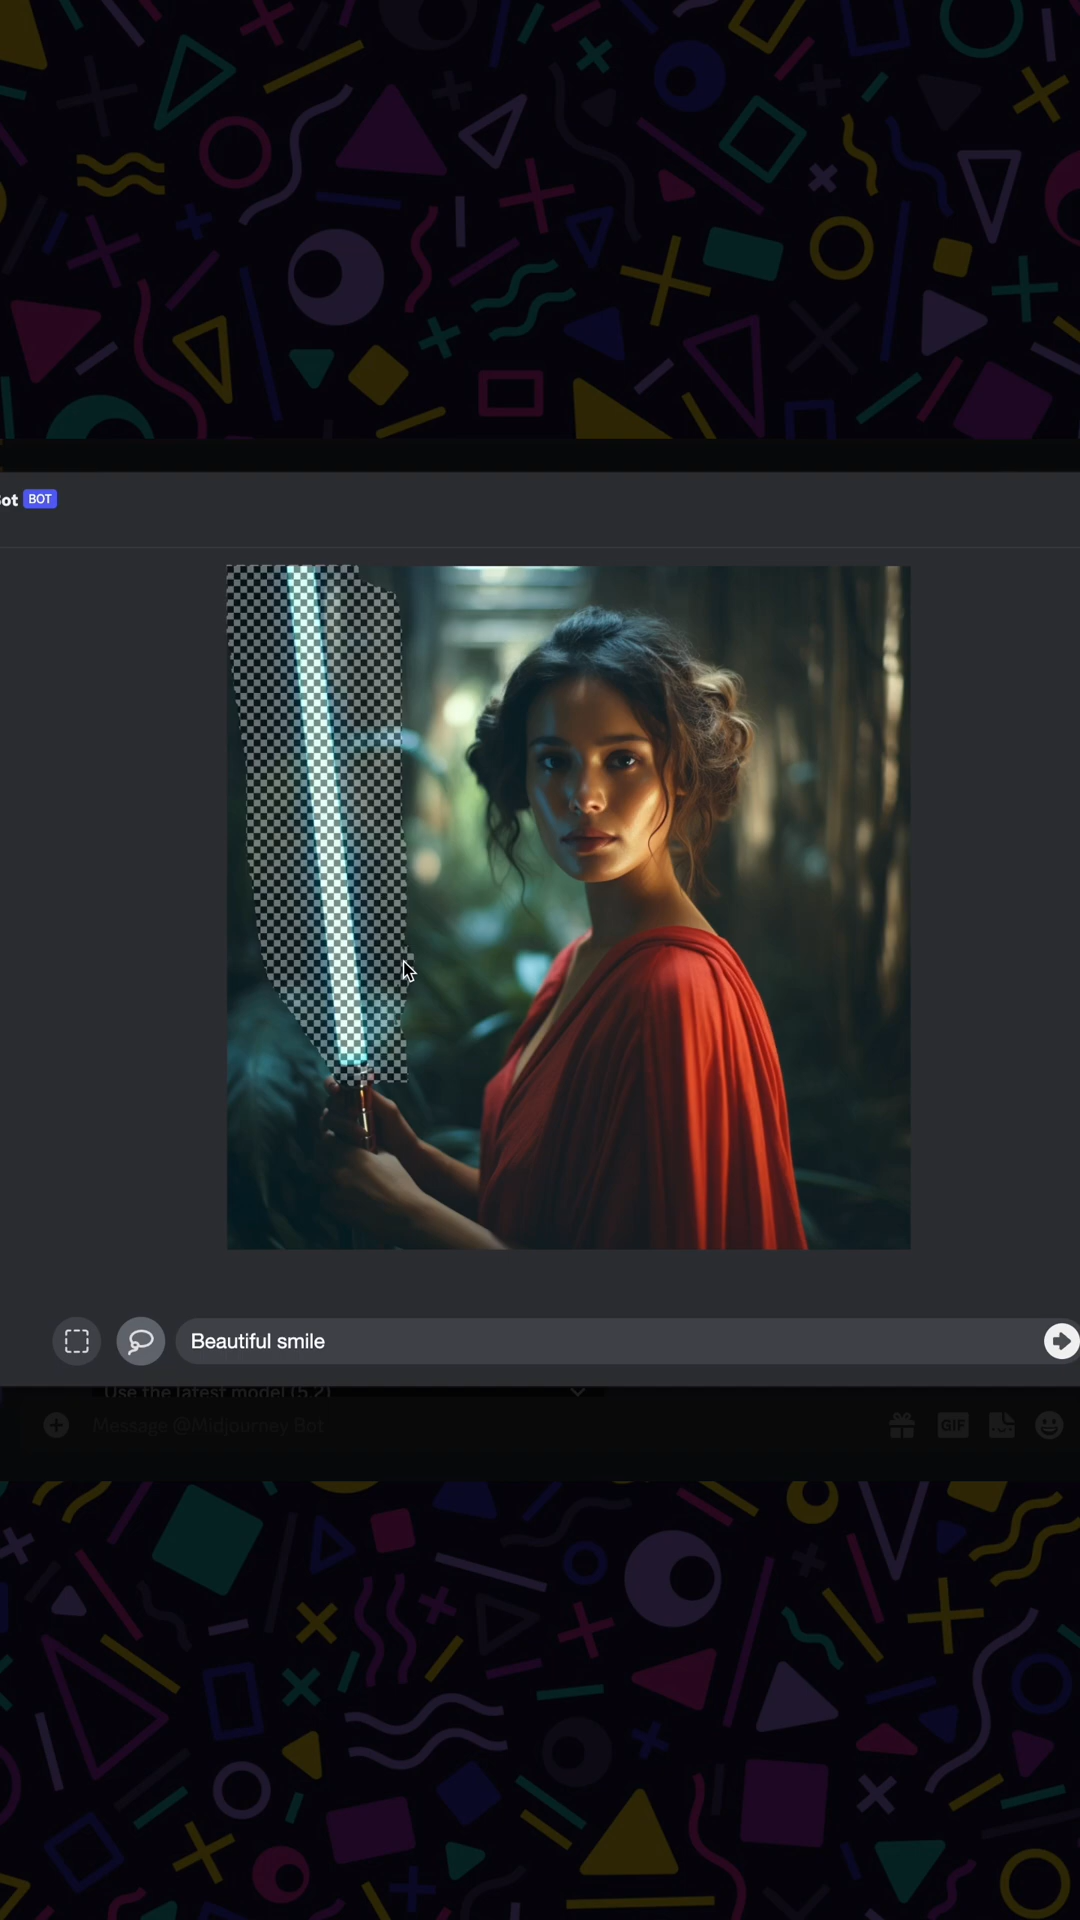 ot BOT
Beautiful smile
Use the latest model (5.2)
Message @Midjourney Bot
GIF